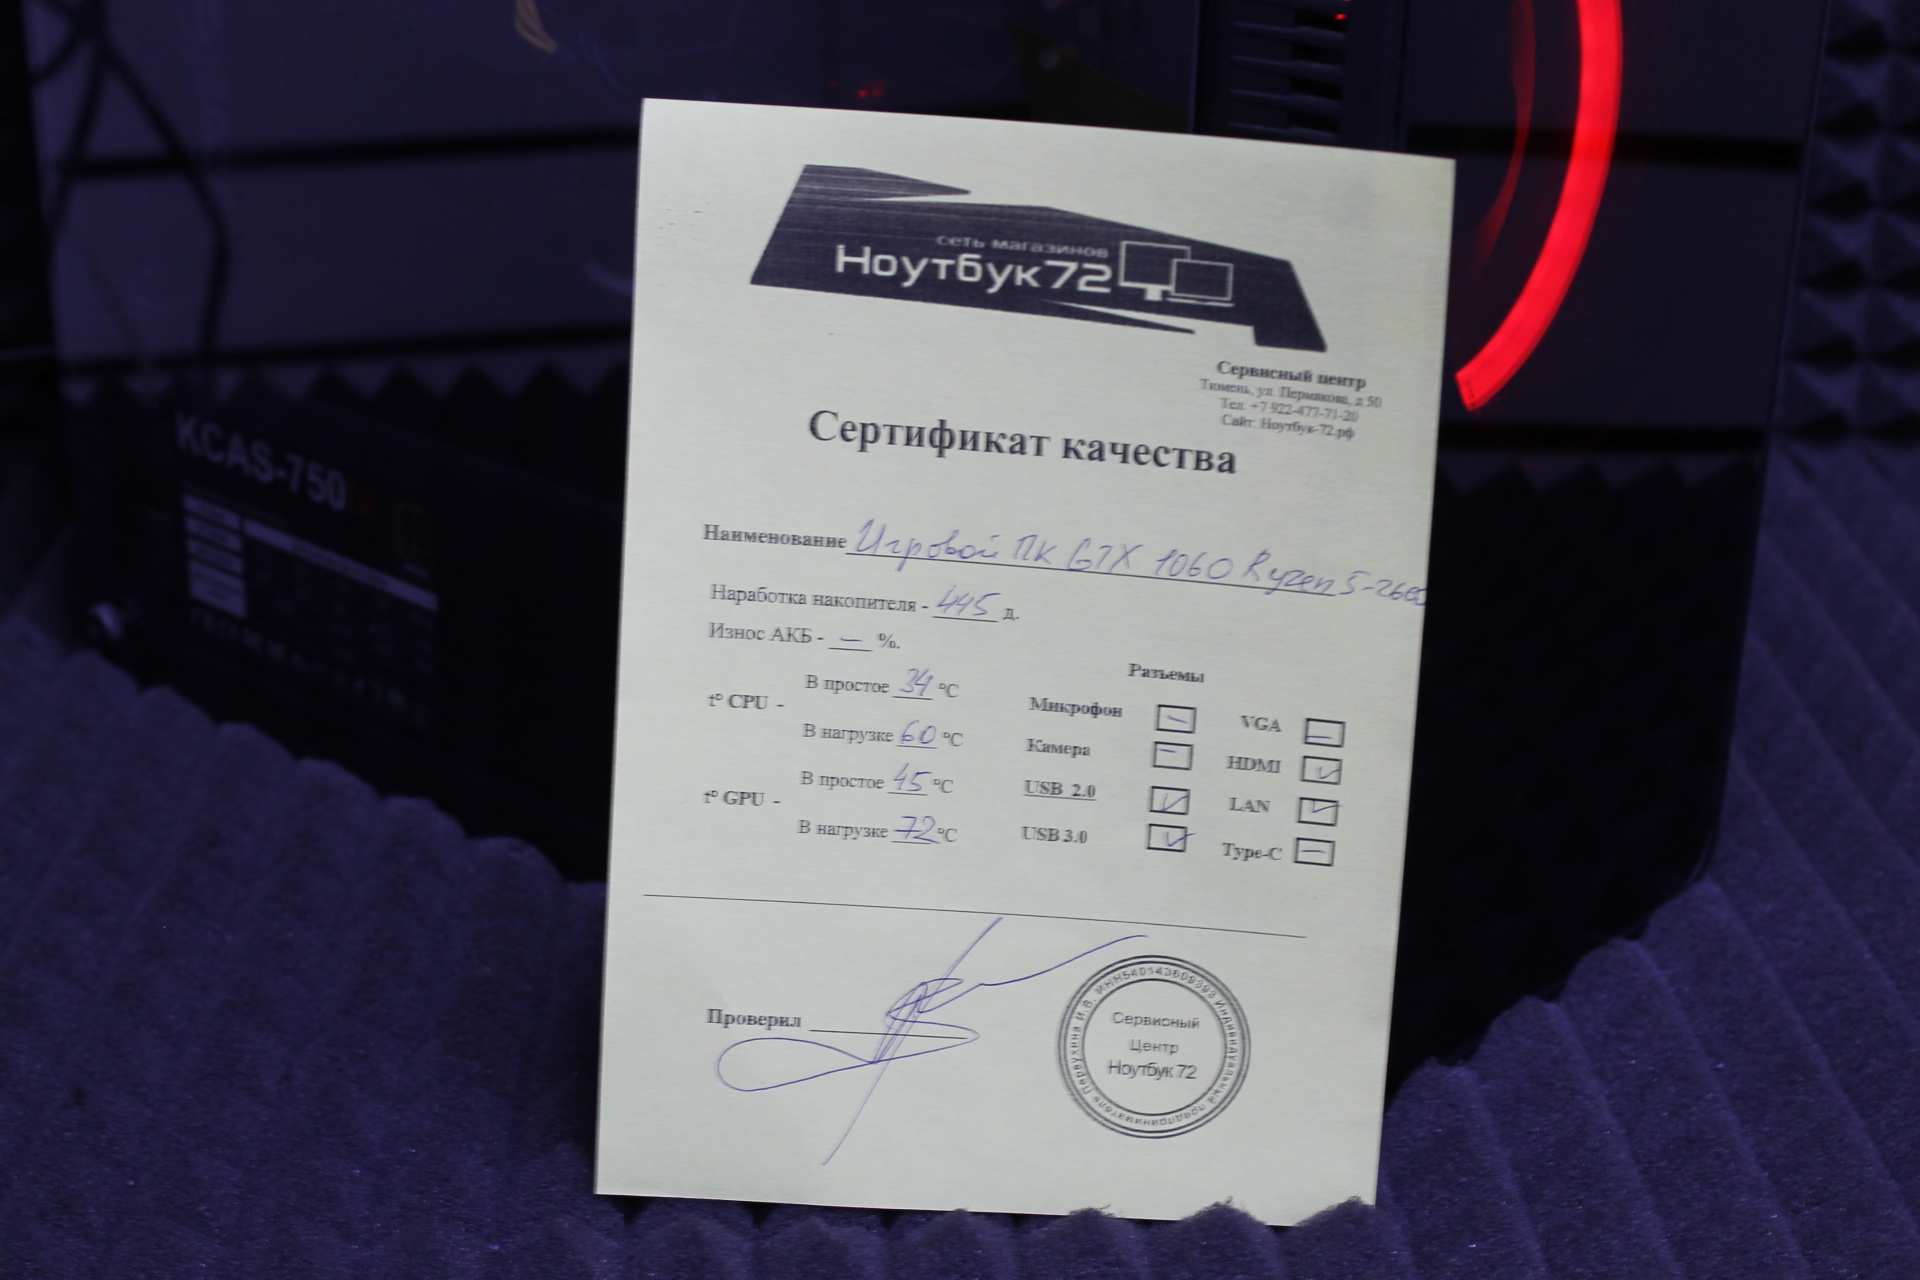 сеть магазинов
Ноутбук72
Сервисный центр
Тюмень, ул. Пермякова, д.50
Тел: +7 922-477-71-20
Сайт: Ноутбук-72.рф
Сертификат качества
Наименование Игровой ПК GTX 1060 Ryzen 5-2600
Наработка накопителя - 445 д.
Износ АКБ - — %.
Разъемы
t° CPU -
В простое 34 °C
В нагрузке 60 °C
t° GPU -
В простое 45 °C
В нагрузке 72 °C
Микрофон
Камера
USB 2.0
USB 3.0
VGA
HDMI
LAN
Type-C
Проверил
Сервисный
Центр
Ноутбук 72
ИНН540143609393 Индивидуальный предприниматель И.В.
KCAS-750